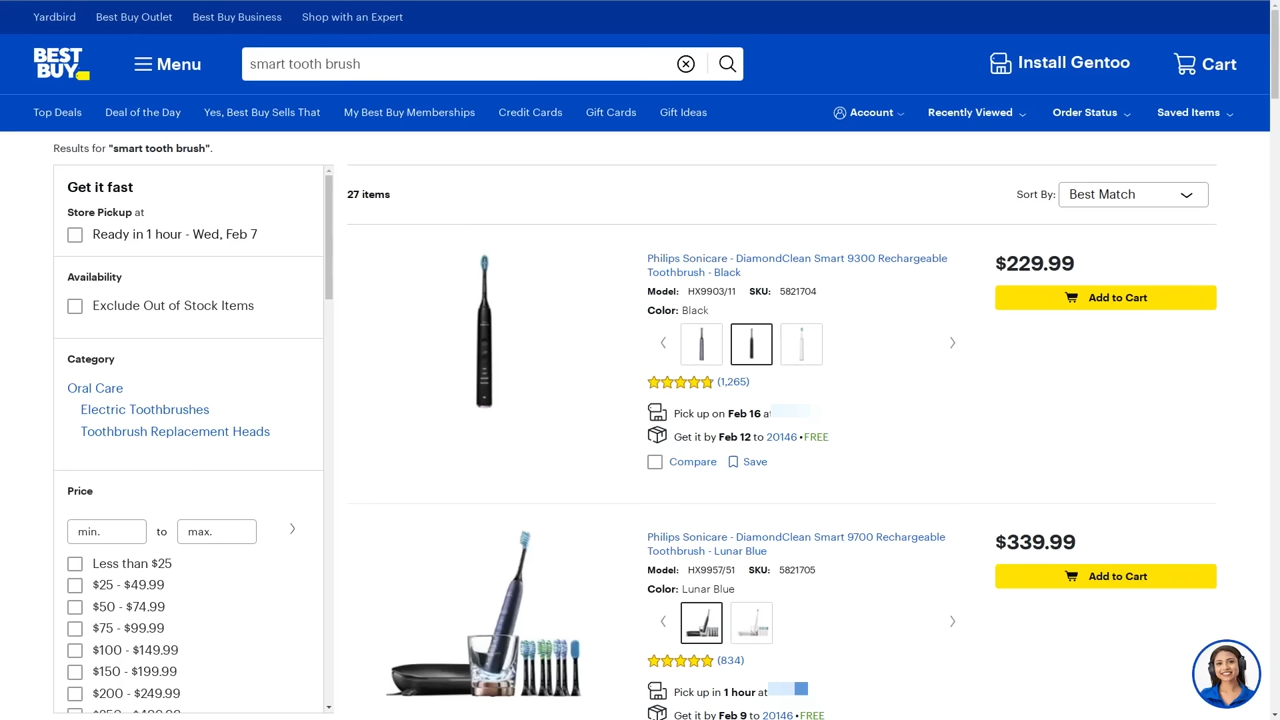 Yardbird Best Buy Outlet Best Buy Business Shop with an Expert
BEST BUY Menu smart tooth brush Install Gentoo Cart
Top Deals Deal of the Day Yes, Best Buy Sells That My Best Buy Memberships Credit Cards Gift Cards Gift Ideas Account Recently Viewed Order Status Saved Items
Results for "smart tooth brush".
Get it fast
Store Pickup at
Ready in 1 hour - Wed, Feb 7
Availability
Exclude Out of Stock Items
Category
Oral Care
Electric Toothbrushes
Toothbrush Replacement Heads
Price
min. to max.
Less than $25
$25 - $49.99
$50 - $74.99
$75 - $99.99
$100 - $149.99
$150 - $199.99
$200 - $249.99
27 items
Sort By: Best Match
Philips Sonicare - DiamondClean Smart 9300 Rechargeable
Toothbrush - Black
Model: HX9903/11 SKU: 5821704
Color: Black
(1,265)
Pick up on Feb 16 at
Get it by Feb 12 to 20146 • FREE
Compare Save
$229.99
Add to Cart
Philips Sonicare - DiamondClean Smart 9700 Rechargeable
Toothbrush - Lunar Blue
Model: HX9957/51 SKU: 5821705
Color: Lunar Blue
(834)
Pick up in 1 hour at
Get it by Feb 9 to 20146 • FREE
$339.99
Add to Cart